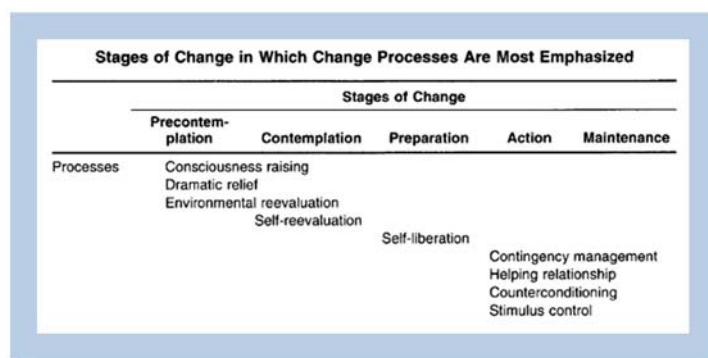 Stages of Change in Which Change Processes Are Most Emphasized
Stages of Change
Precontem-
plation Contemplation Preparation Action Maintenance
Processes Consciousness raising
Dramatic relief
Environmental reevaluation
Self-reevaluation
Self-liberation
Contingency management
Helping relationship
Counterconditioning
Stimulus control